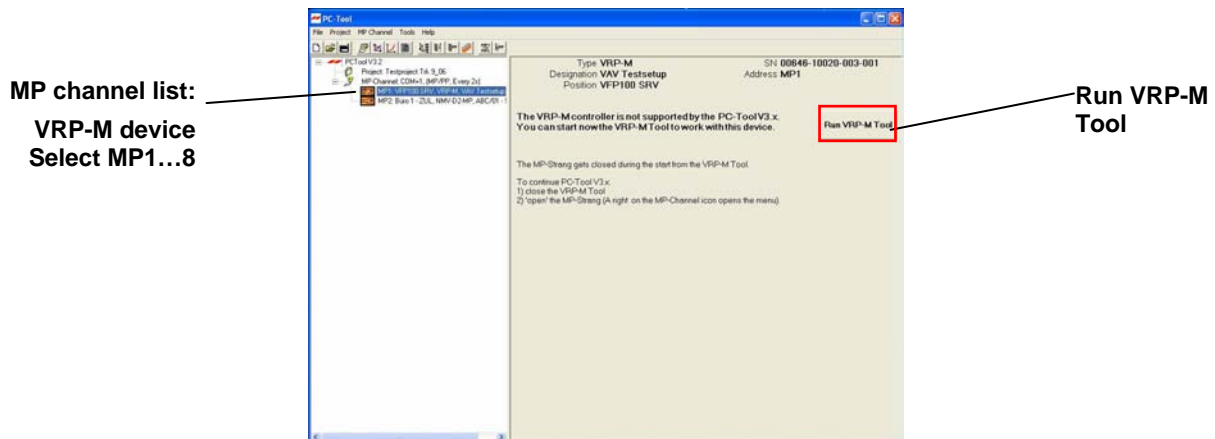 PC-Tool
File Project MP Channel Tools Help
MP channel list:
VRP-M device
Select MP1...8
PCTool V3.2
Project: Testproject Trk 9_06
MP-Channel: COM=1, (MP/PP, Every 2s)
MP1: VFP100 SRV, VRP-M, VAV Testsetup
MP2: Büro 1 - ZUL, NMV-D2-MP, ABC/01 -
Type VRP-M
SN 00646-10020-003-001
Designation VAV Testsetup
Address MP1
Position VFP100 SRV
The VRP-M controller is not supported by the PC-Tool V3.x.
You can start now the VRP-M Tool to work with this device.
Run VRP-M Tool
Run VRP-M
Tool
The MP-Strang gets closed during the start from the VRP-M Tool.
To continue PC-Tool V3.x:
1) close the VRP-M Tool
2) 'open' the MP-Strang (A right on the MP-Channel icon opens the menu).